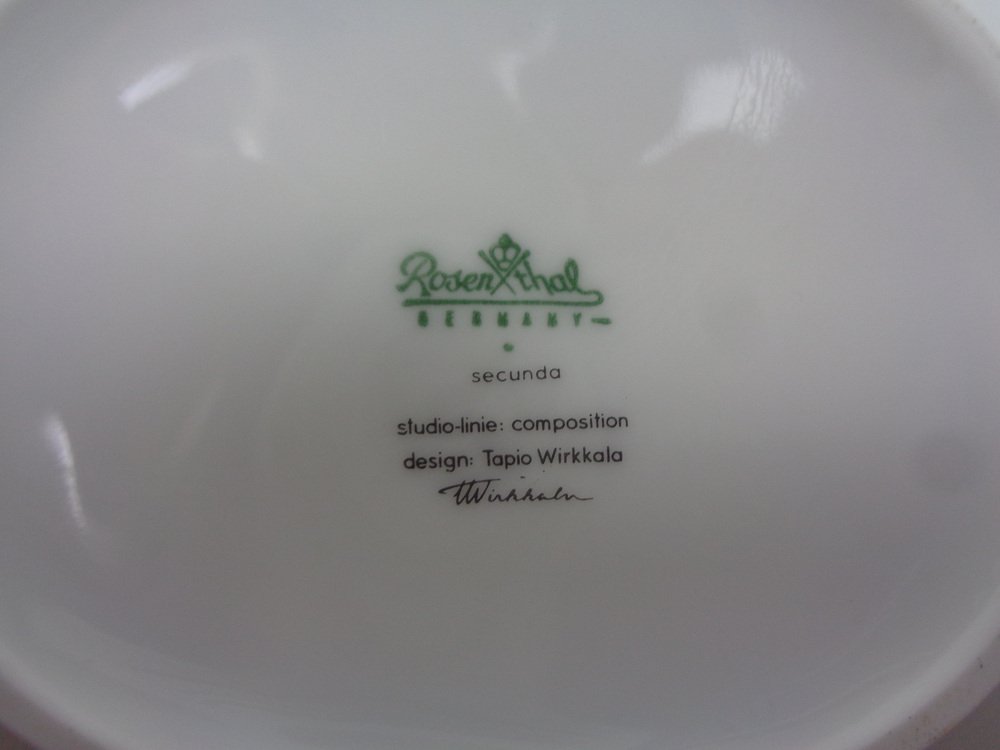 Rosenthal
GERMANY
secunda
studio-linie: composition
design: Tapio Wirkkala
TWirkkala